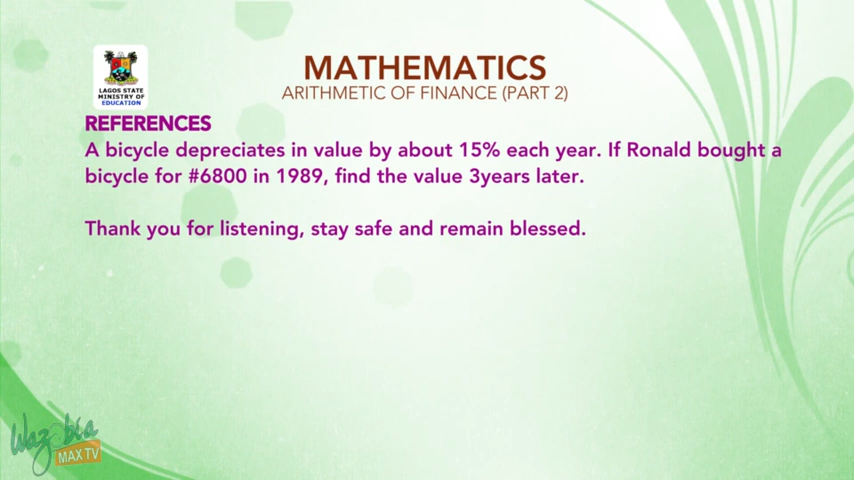 LAGOS STATE
MINISTRY OF
EDUCATION
MATHEMATICS
ARITHMETIC OF FINANCE (PART 2)
REFERENCES
A bicycle depreciates in value by about 15% each year. If Ronald bought a
bicycle for #6800 in 1989, find the value 3years later.
Thank you for listening, stay safe and remain blessed.
Wazobia
MAX TV